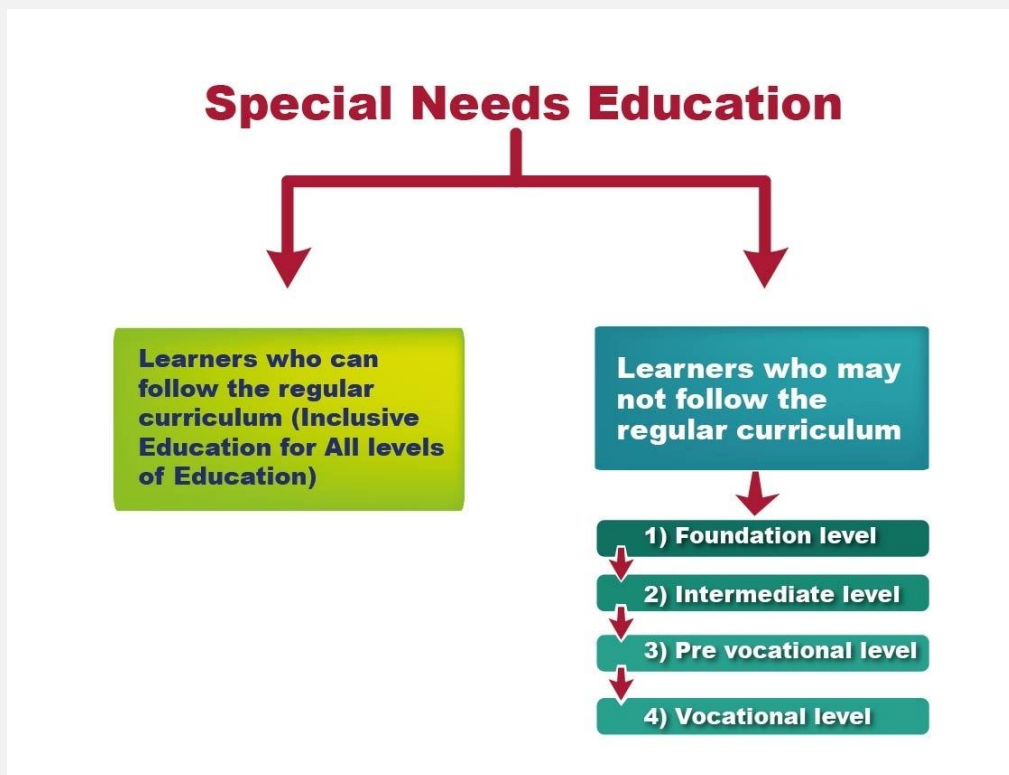 Special Needs Education
Learners who can
follow the regular
curriculum (Inclusive
Education for All levels
of Education)
Learners who may
not follow the
regular curriculum
1) Foundation level
2) Intermediate level
3) Pre vocational level
4) Vocational level